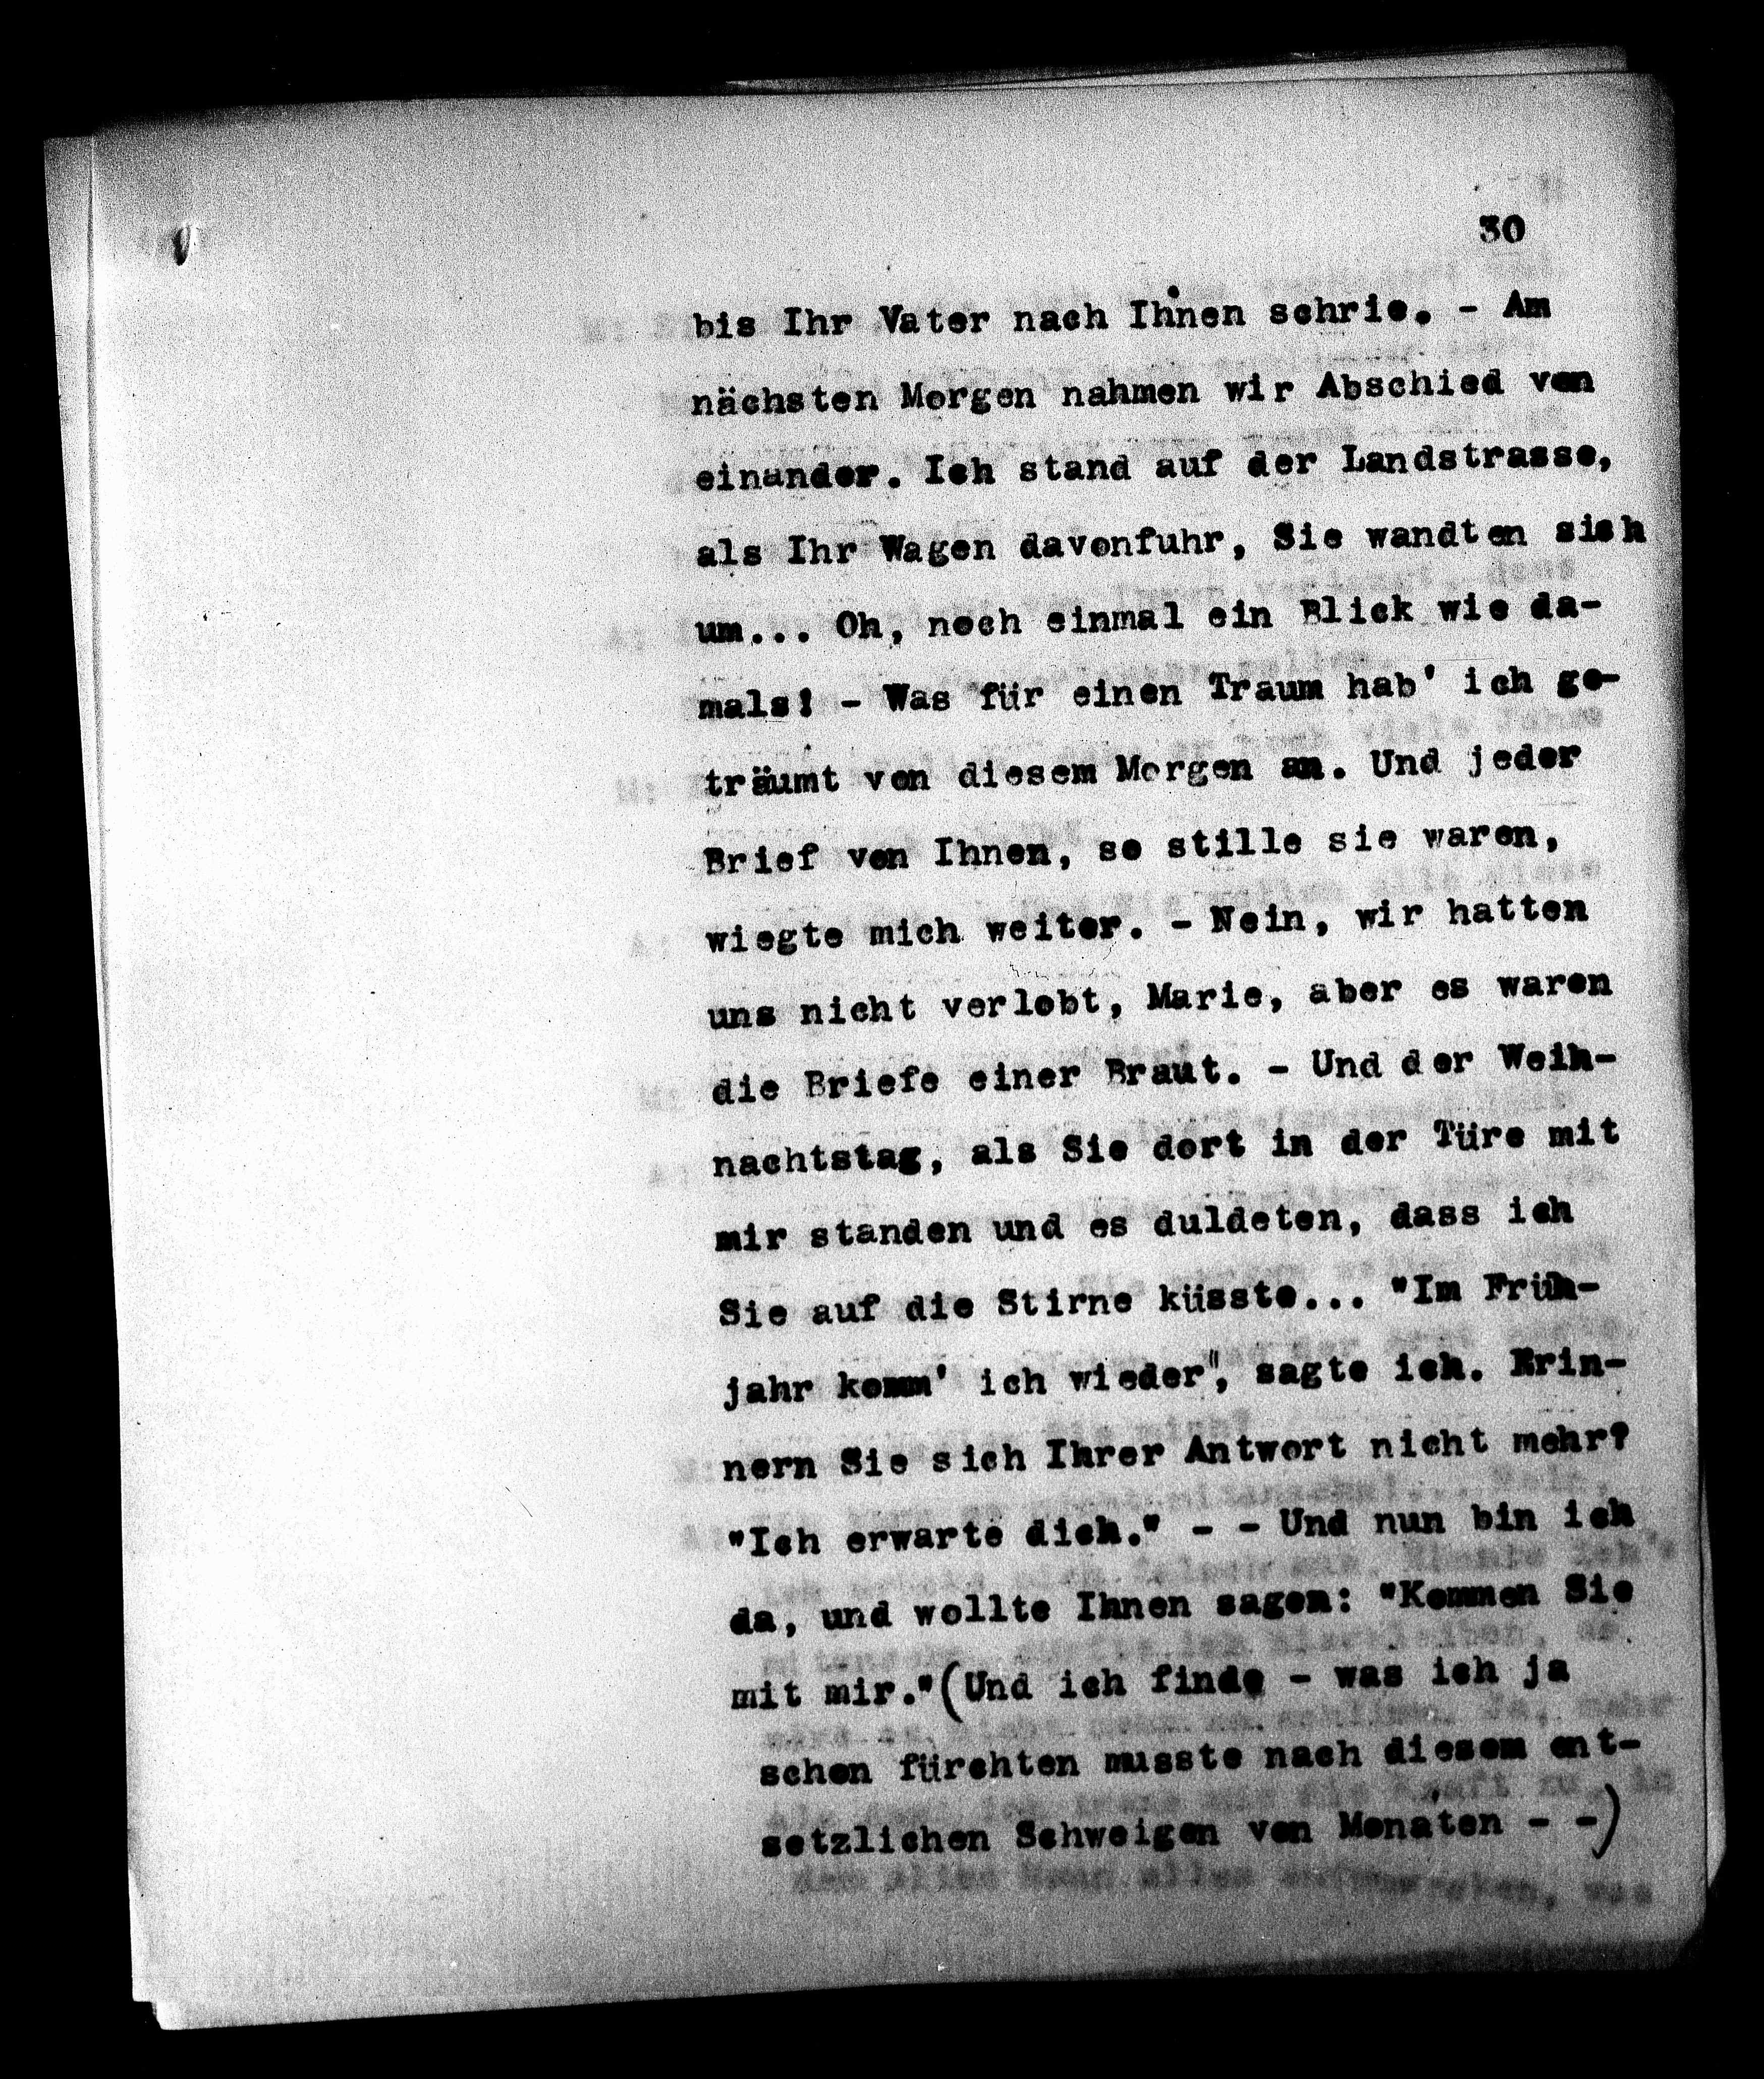 30
bis Ihr Vater nach Ihnen schrie. - Am
nächsten Morgen nahmen wir Abschied von
einander. Ich stand auf der Landstrasse,
als Ihr Wagen davonfuhr, Sie wandten sich
um... Oh, noch einmal ein Blick wie da-
mals! - Was für einen Traum hab' ich ge-
träumt von diesem Morgen an. Und jeder
Brief von Ihnen, so stille sie waren,
wiegte mich weiter. - Nein, wir hatten
uns nicht verlobt, Marie, aber es waren
die Briefe einer Braut. - Und der Weih-
nachtstag, als Sie dort in der Türe mit
mir standen und es duldeten, dass ich
Sie auf die Stirne küsste... "Im Früh-
jahr komm' ich wieder", sagte ich. Erin-
nern Sie sich Ihrer Antwort nicht mehr?
"Ich erwarte dich." - - Und nun bin ich
da, und wollte Ihnen sagen: "Kommen Sie
mit mir."(Und ich finde - was ich ja
schon fürchten musste nach diesem ent-
setzlichen Schweigen von Monaten - -)